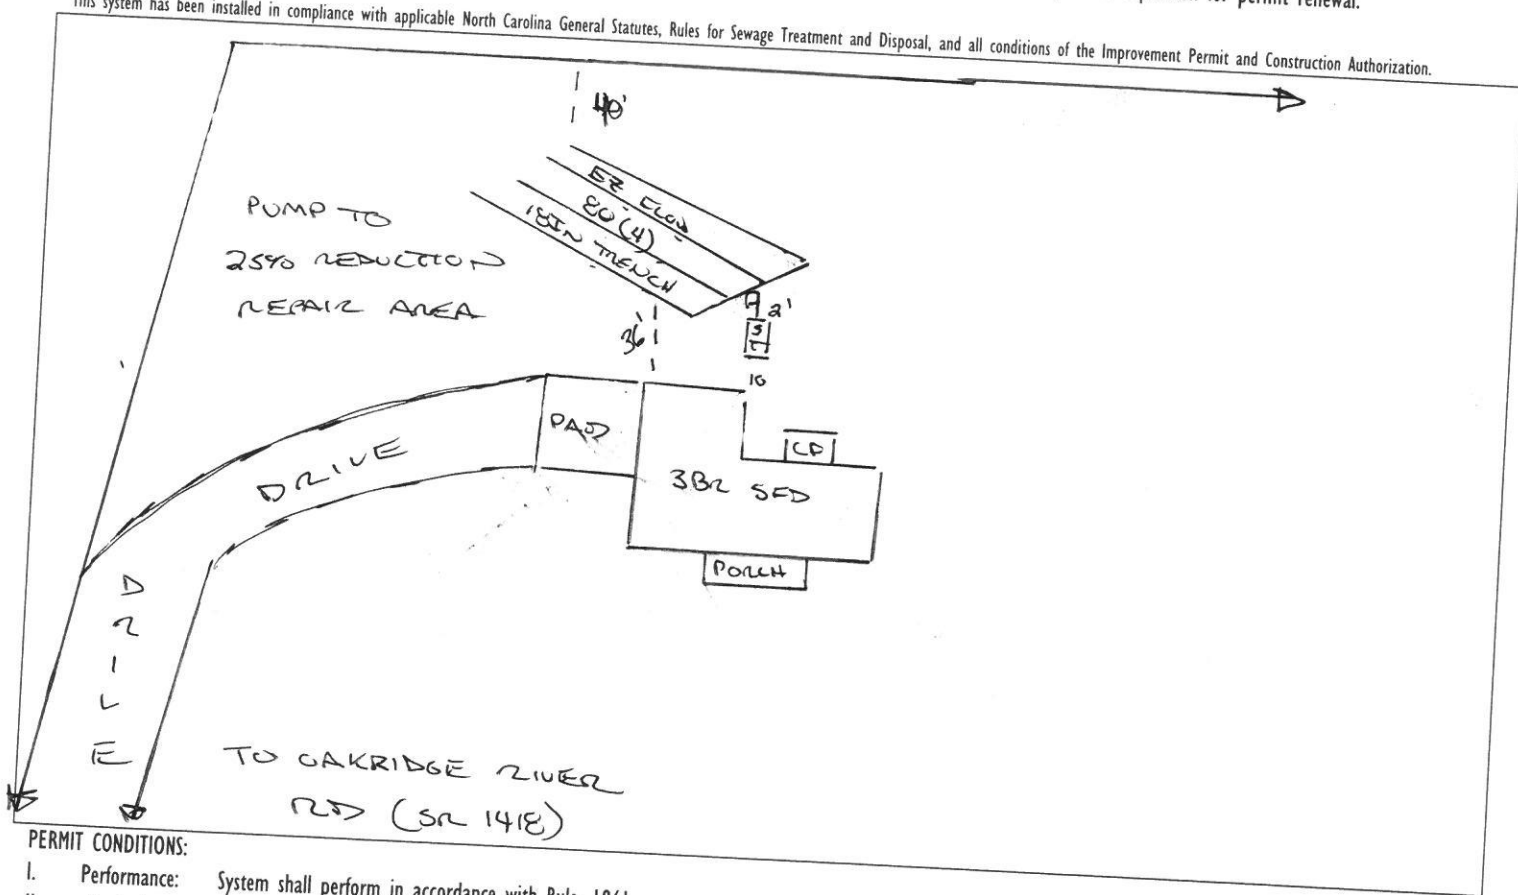 permit renewal.
This system has been installed in compliance with applicable North Carolina General Statutes, Rules for Sewage Treatment and Disposal, and all conditions of the Improvement Permit and Construction Authorization.
40'
EZ FLOW
80 (4)
18IN TRENCH
PUMP TO
25% REDUCTION
REPAIR AREA
2'
ST
36'
10
PAD
DRIVE
CP
3BR SFD
PORCH
DRIVE
TO OAKRIDGE RIVER
RD (SR 1418)
PERMIT CONDITIONS:
I. Performance: System shall perform in accordance with Rule